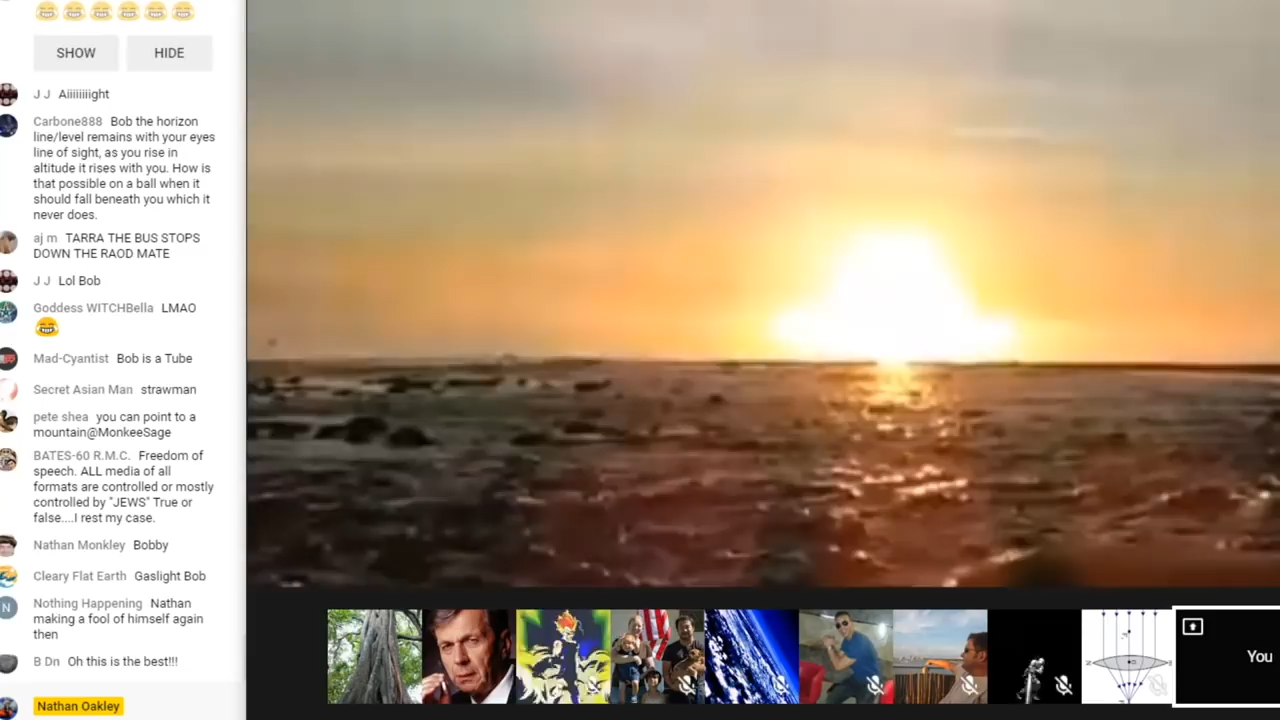 SHOW HIDE
J J Aiiiiiiiight
Carbone888 Bob the horizon
line/level remains with your eyes
line of sight, as you rise in
altitude it rises with you. How is
that possible on a ball when it
should fall beneath you which it
never does.
aj m TARRA THE BUS STOPS
DOWN THE RAOD MATE
J J Lol Bob
Goddess WITCHBella LMAO
Mad-Cyantist Bob is a Tube
Secret Asian Man strawman
pete shea you can point to a
mountain@MonkeeSage
BATES-60 R.M.C. Freedom of
speech. ALL media of all
formats are controlled or mostly
controlled by "JEWS" True or
false....I rest my case.
Nathan Monkley Bobby
Cleary Flat Earth Gaslight Bob
N
Nothing Happening Nathan
making a fool of himself again
then
B Dn Oh this is the best!!!
Nathan Oakley
You